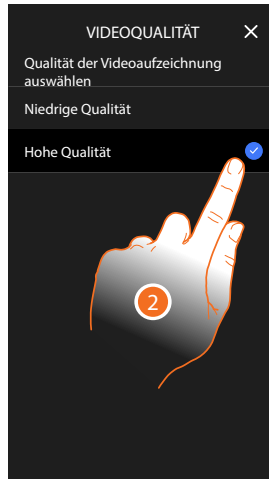 VIDEOQUALITÄT
Qualität der Videoaufzeichnung
auswählen
Niedrige Qualität
Hohe Qualität
2